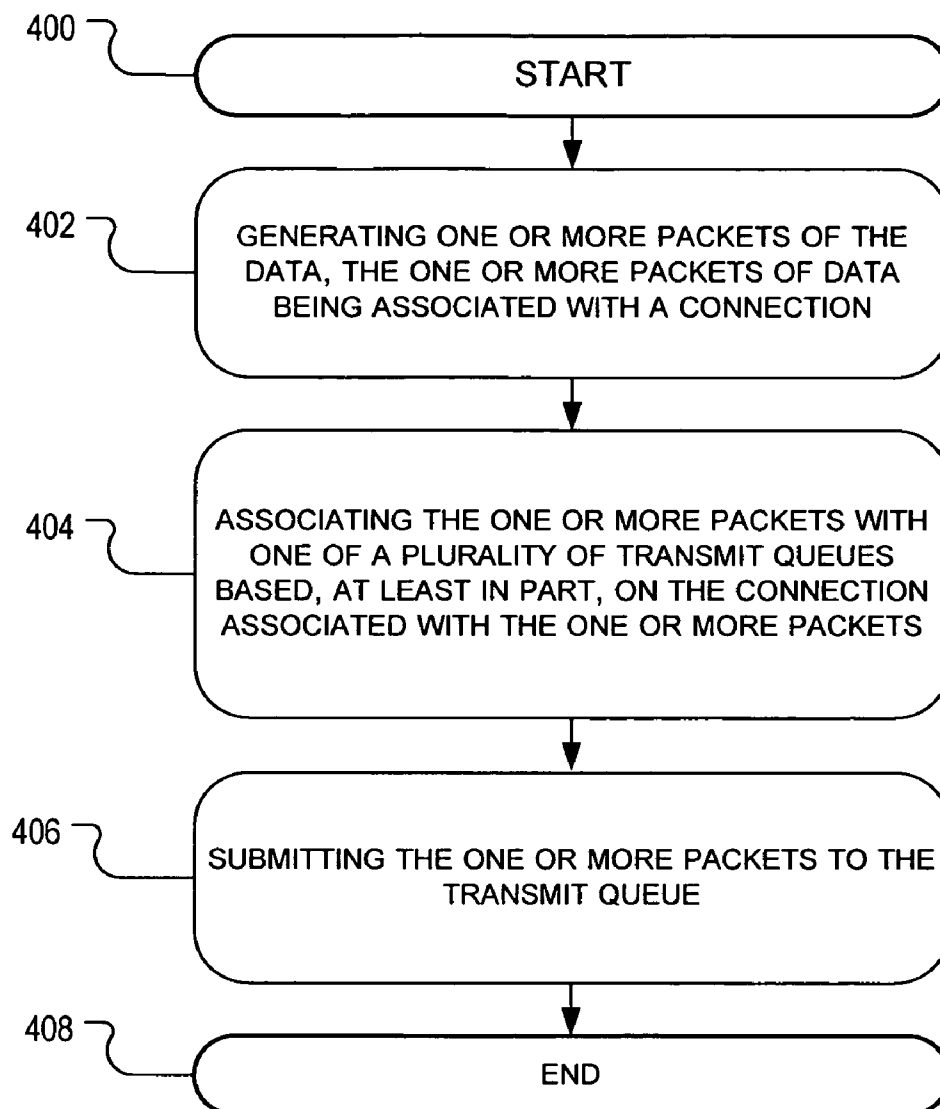 400
START
402
GENERATING ONE OR MORE PACKETS OF THE
DATA, THE ONE OR MORE PACKETS OF DATA
BEING ASSOCIATED WITH A CONNECTION
404
ASSOCIATING THE ONE OR MORE PACKETS WITH
ONE OF A PLURALITY OF TRANSMIT QUEUES
BASED, AT LEAST IN PART, ON THE CONNECTION
ASSOCIATED WITH THE ONE OR MORE PACKETS
406
SUBMITTING THE ONE OR MORE PACKETS TO THE
TRANSMIT QUEUE
408
END